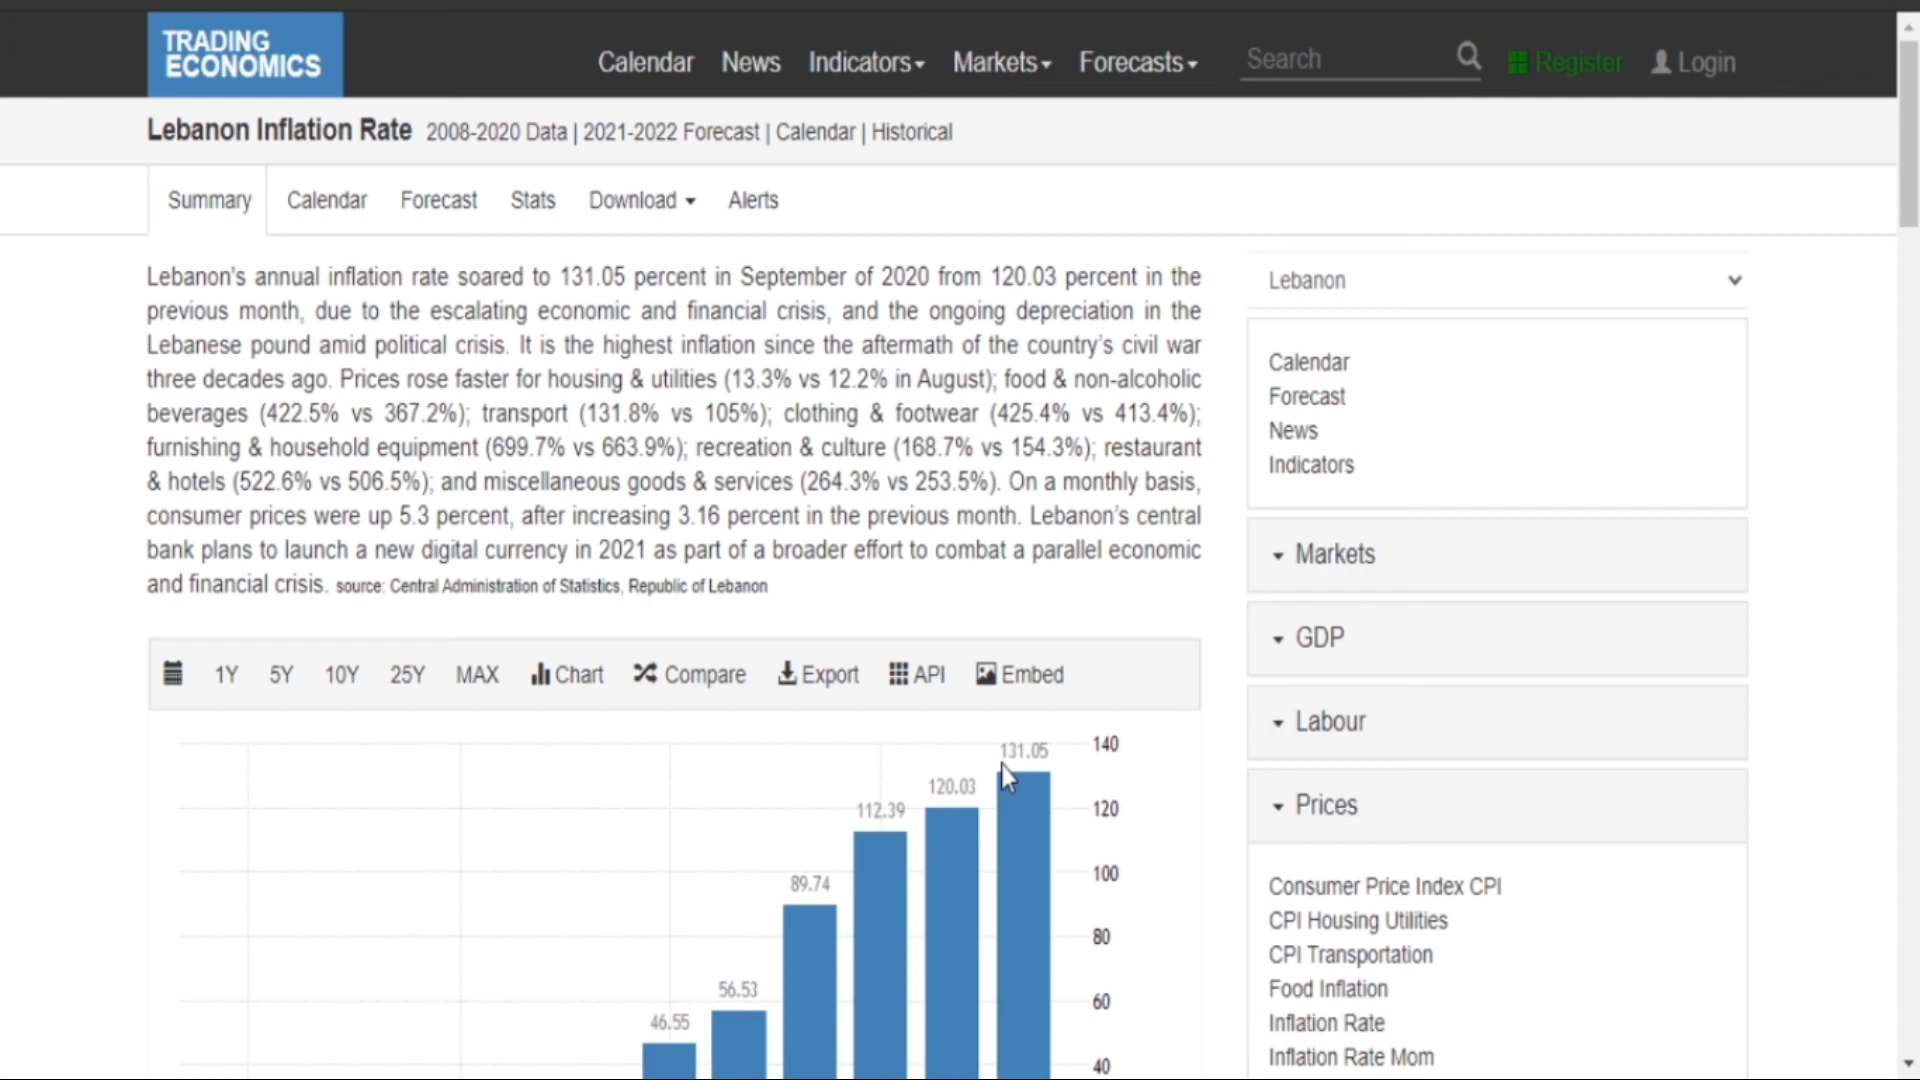 TRADING
ECONOMICS
Calendar News Indicators Markets Forecasts Search Register Login
Lebanon Inflation Rate 2008-2020 Data | 2021-2022 Forecast | Calendar | Historical
Summary Calendar Forecast Stats Download Alerts
Lebanon's annual inflation rate soared to 131.05 percent in September of 2020 from 120.03 percent in the
previous month, due to the escalating economic and financial crisis, and the ongoing depreciation in the
Lebanese pound amid political crisis. It is the highest inflation since the aftermath of the country's civil war
three decades ago. Prices rose faster for housing & utilities (13.3% vs 12.2% in August); food & non-alcoholic
beverages (422.5% vs 367.2%); transport (131.8% vs 105%); clothing & footwear (425.4% vs 413.4%);
furnishing & household equipment (699.7% vs 663.9%); recreation & culture (168.7% vs 154.3%); restaurant
& hotels (522.6% vs 506.5%); and miscellaneous goods & services (264.3% vs 253.5%). On a monthly basis,
consumer prices were up 5.3 percent, after increasing 3.16 percent in the previous month. Lebanon's central
bank plans to launch a new digital currency in 2021 as part of a broader effort to combat a parallel economic
and financial crisis. source: Central Administration of Statistics, Republic of Lebanon
1Y 5Y 10Y 25Y MAX Chart Compare Export API Embed
140
131.05
120.03
112.39
120
100
89.74
80
56.53
60
46.55
40
Lebanon
Calendar
Forecast
News
Indicators
Markets
GDP
Labour
Prices
Consumer Price Index CPI
CPI Housing Utilities
CPI Transportation
Food Inflation
Inflation Rate
Inflation Rate Mom